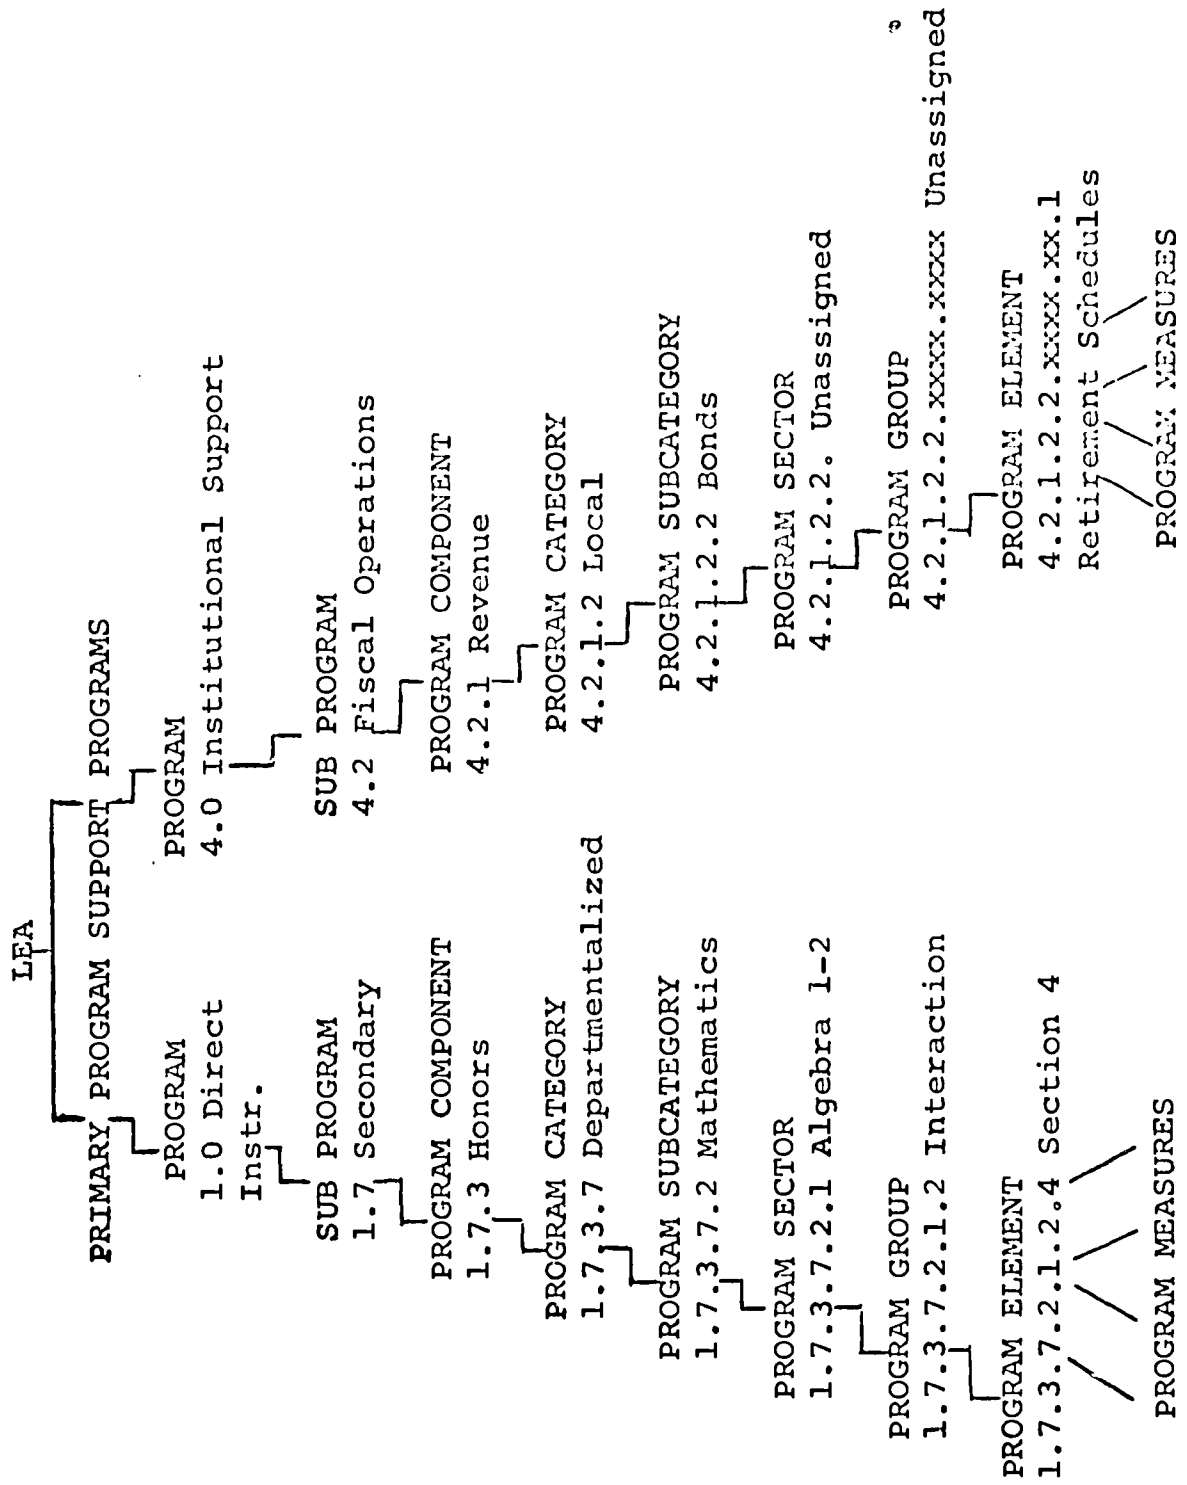 LEA
PRIMARY PROGRAM SUPPORT PROGRAMS
PROGRAM
1.0 Direct
Instr.
SUB PROGRAM
1.7 Secondary
PROGRAM COMPONENT
1.7.3 Honors
PROGRAM CATEGORY
1.7.3.7 Departmentalized
PROGRAM SUBCATEGORY
1.7.3.7.2 Mathematics
PROGRAM SECTOR
1.7.3.7.2.1 Algebra 1-2
PROGRAM GROUP
1.7.3.7.2.1.2 Interaction
PROGRAM ELEMENT
1.7.3.7.2.1.2.4 Section 4
PROGRAM MEASURES
PROGRAM
4.0 Institutional Support
SUB PROGRAM
4.2 Fiscal Operations
PROGRAM COMPONENT
4.2.1 Revenue
PROGRAM CATEGORY
4.2.1.2 Local
PROGRAM SUBCATEGORY
4.2.1.2.2 Bonds
PROGRAM SECTOR
4.2.1.2.2. Unassigned
PROGRAM GROUP
4.2.1.2.2.xxxx.xxxx Unassigned
PROGRAM ELEMENT
4.2.1.2.2.xxxx.xx.1
Retirement Schedules
PROGRAM MEASURES